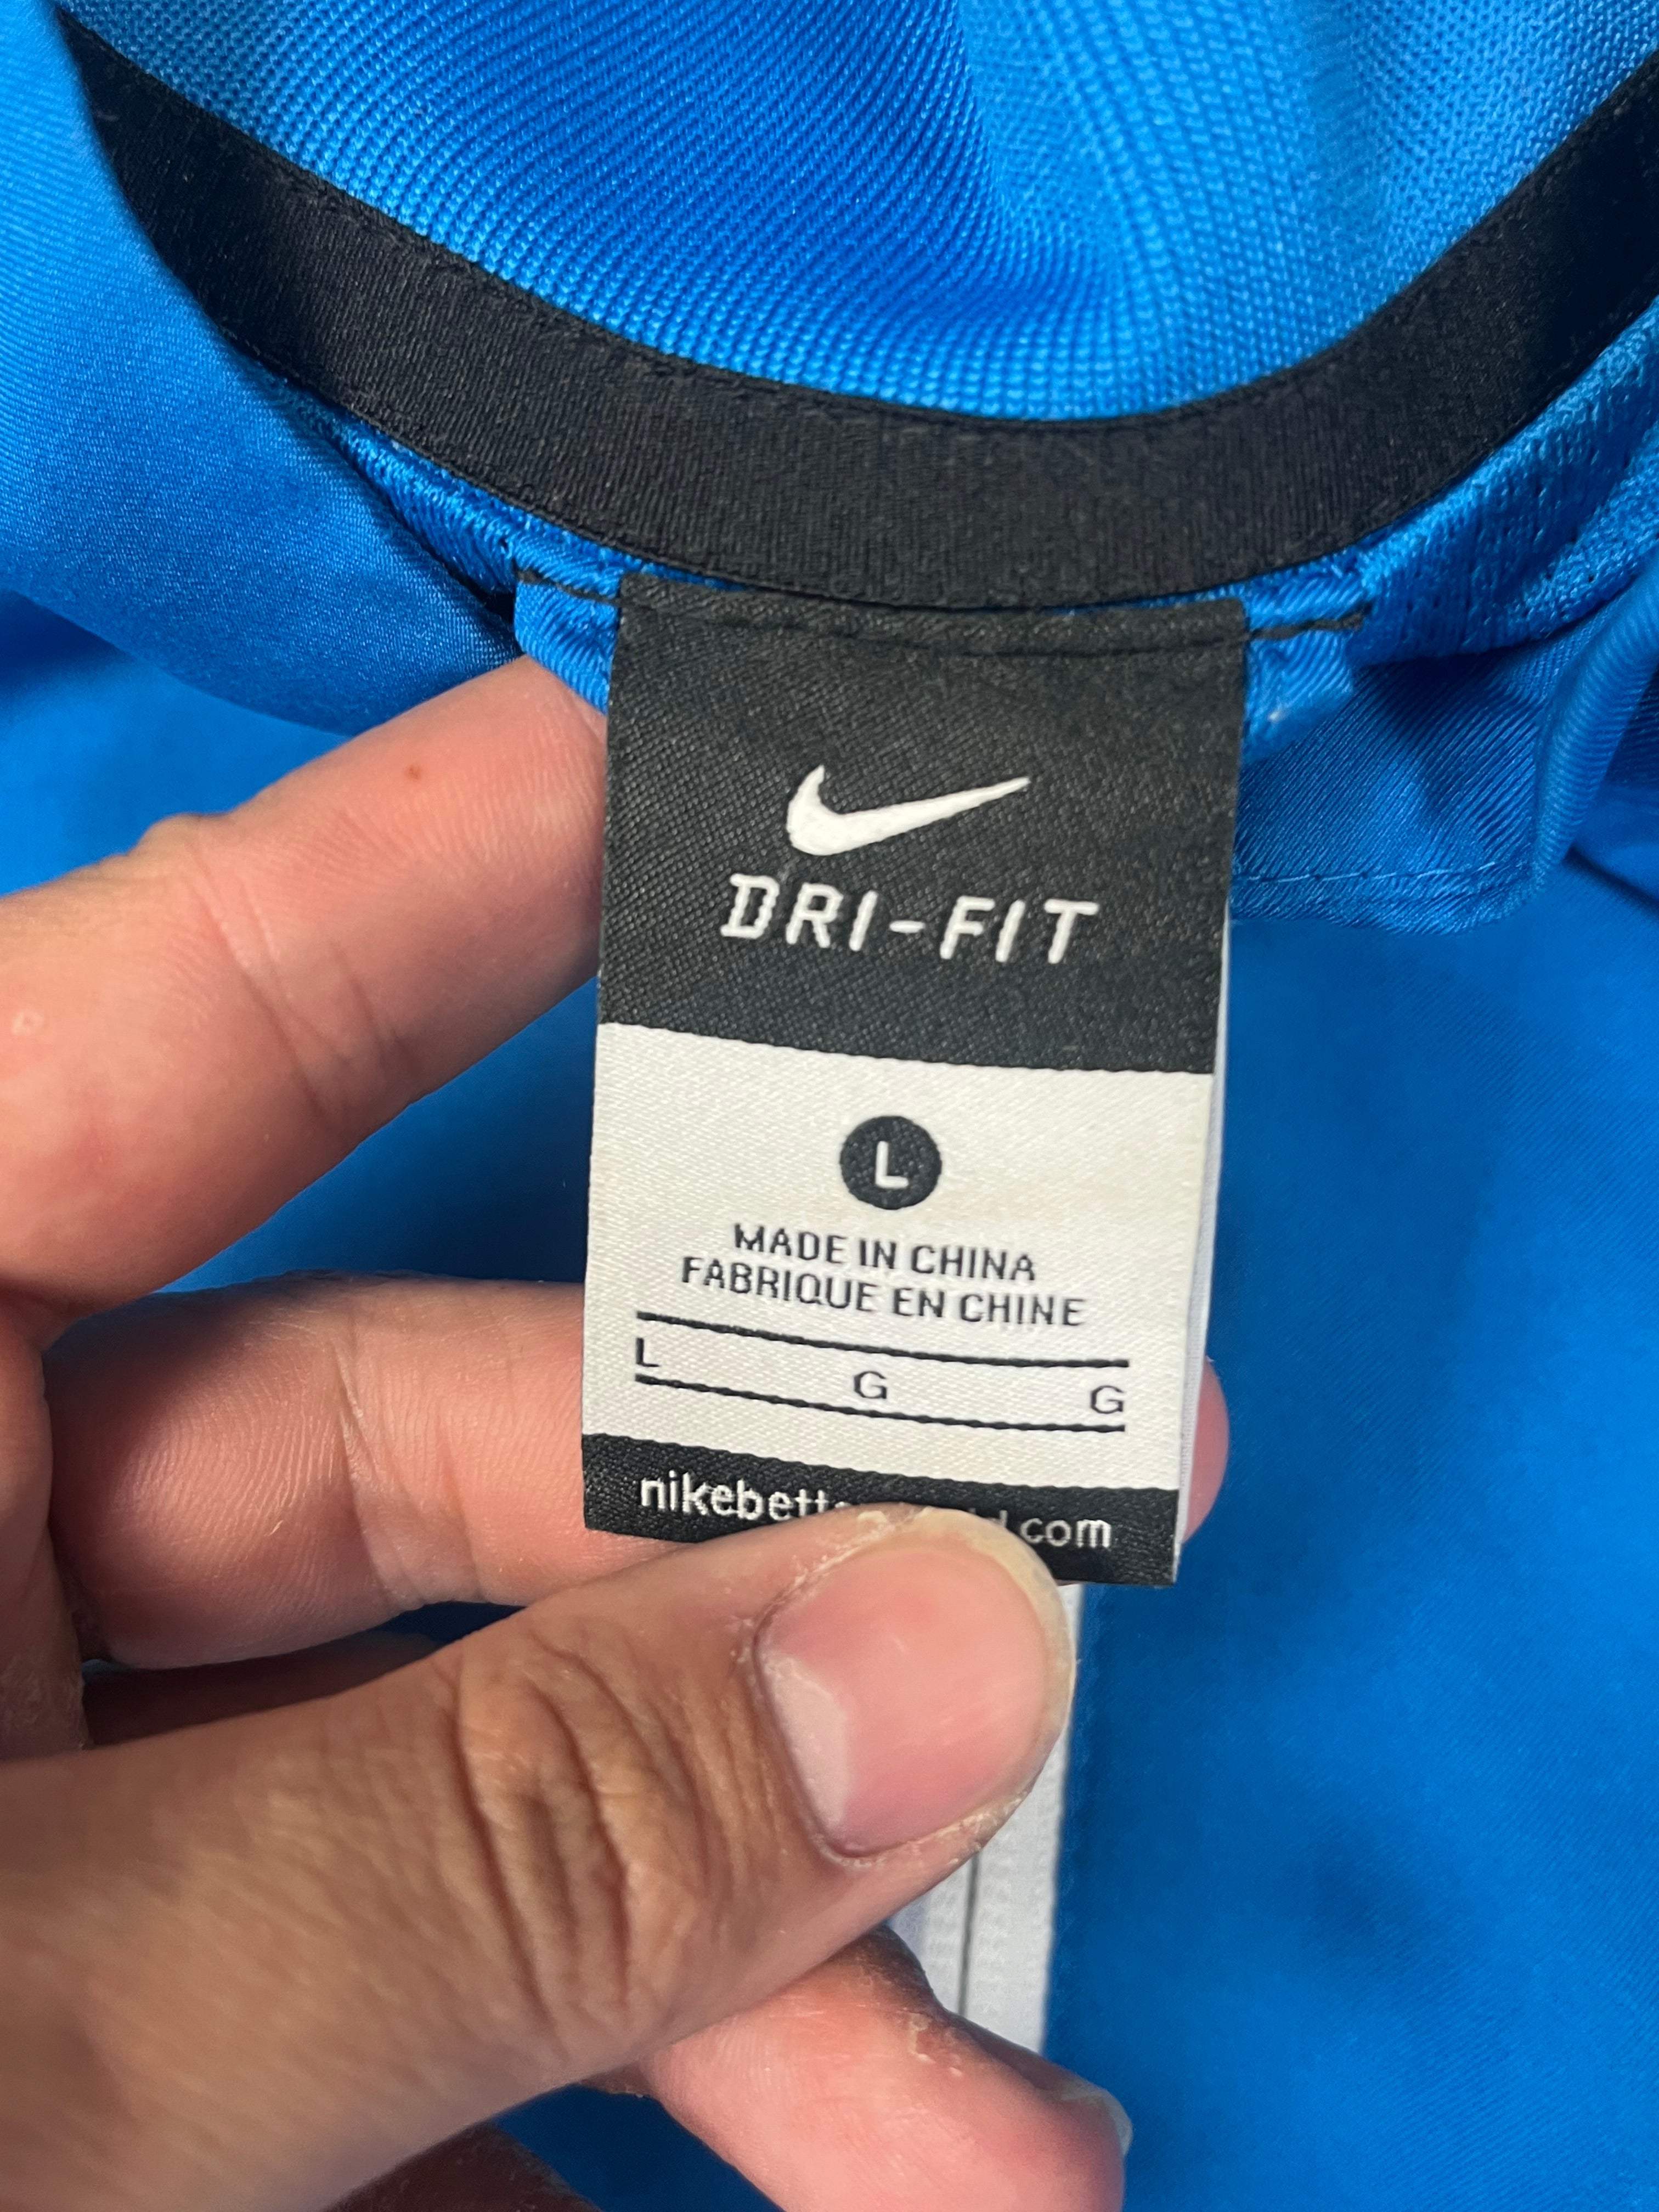 DRI-FIT
L
MADE IN CHINA
FABRIQUE EN CHINE
L G G